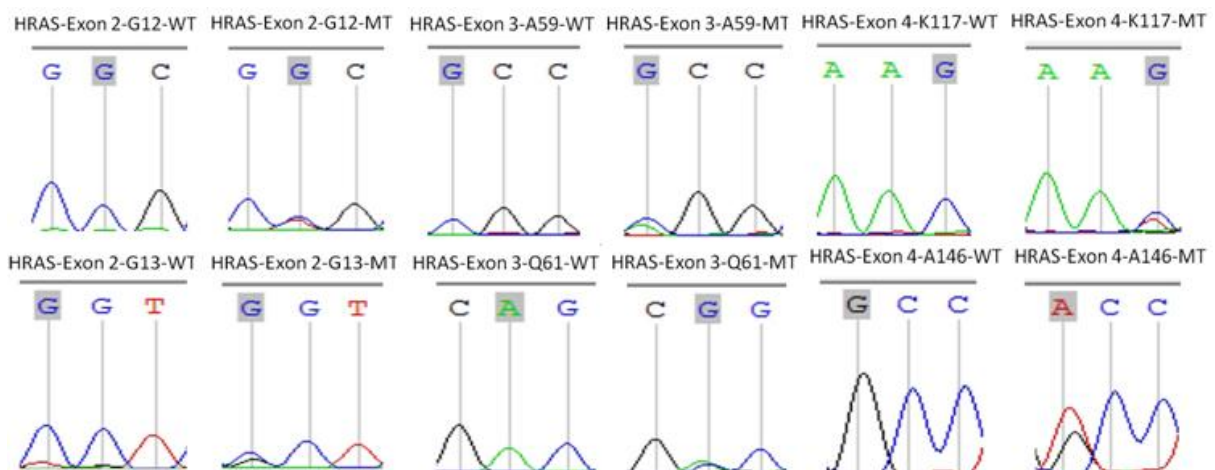 HRAS-Exon 2-G12-WT HRAS-Exon 2-G12-MT HRAS-Exon 3-A59-WT HRAS-Exon 3-A59-MT HRAS-Exon 4-K117-WT HRAS-Exon 4-K117-MT
G G C G G C G C C G C C A A G A A G
HRAS-Exon 2-G13-WT HRAS-Exon 2-G13-MT HRAS-Exon 3-Q61-WT HRAS-Exon 3-Q61-MT HRAS-Exon 4-A146-WT HRAS-Exon 4-A146-MT
G G T G G T C A G C G G G C C A C C